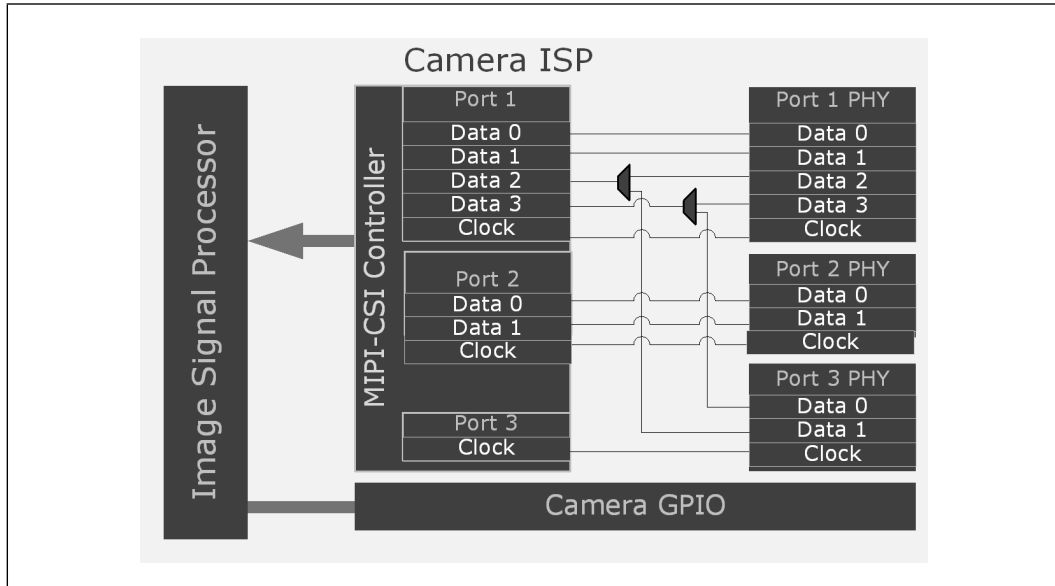 Camera ISP
Image Signal Processor
MIPI-CSI Controller
Port 1
Data 0
Data 1
Data 2
Data 3
Clock
Port 2
Data 0
Data 1
Clock
Port 3
Clock
Port 1 PHY
Data 0
Data 1
Data 2
Data 3
Clock
Port 2 PHY
Data 0
Data 1
Clock
Port 3 PHY
Data 0
Data 1
Clock
Camera GPIO